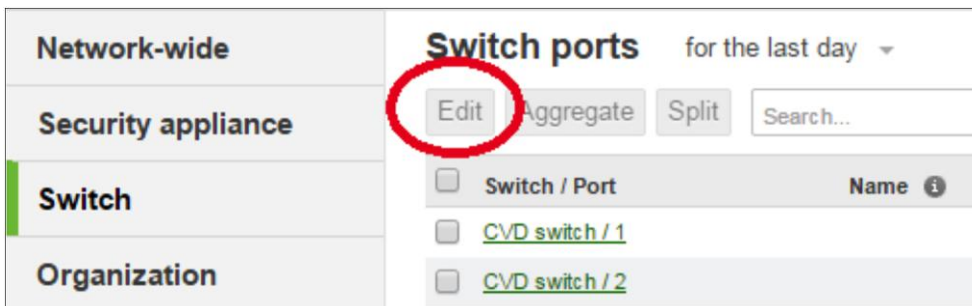 Network-wide
Security appliance
Switch
Organization
Switch ports for the last day
Edit Aggregate Split Search...
Switch / Port Name
CVD switch / 1
CVD switch / 2